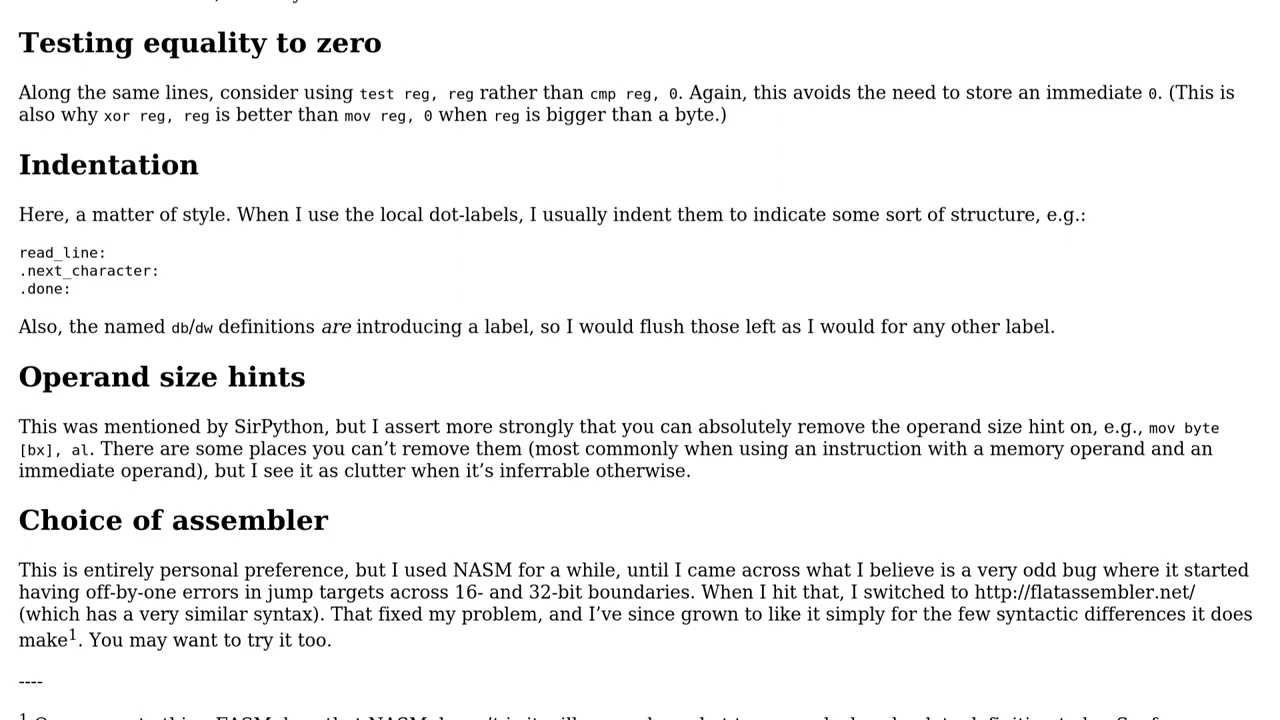 Testing equality to zero
Along the same lines, consider using test reg, reg rather than cmp reg, 0. Again, this avoids the need to store an immediate 0. (This is
also why xor reg, reg is better than mov reg, 0 when reg is bigger than a byte.)
Indentation
Here, a matter of style. When I use the local dot-labels, I usually indent them to indicate some sort of structure, e.g.:
read_line:
.next_character:
.done:
Also, the named db/dw definitions are introducing a label, so I would flush those left as I would for any other label.
Operand size hints
This was mentioned by SirPython, but I assert more strongly that you can absolutely remove the operand size hint on, e.g., mov byte
[bx], al. There are some places you can’t remove them (most commonly when using an instruction with a memory operand and an
immediate operand), but I see it as clutter when it’s inferrable otherwise.
Choice of assembler
This is entirely personal preference, but I used NASM for a while, until I came across what I believe is a very odd bug where it started
having off-by-one errors in jump targets across 16- and 32-bit boundaries. When I hit that, I switched to http://flatassembler.net/
(which has a very similar syntax). That fixed my problem, and I’ve since grown to like it simply for the few syntactic differences it does
make1. You may want to try it too.
----